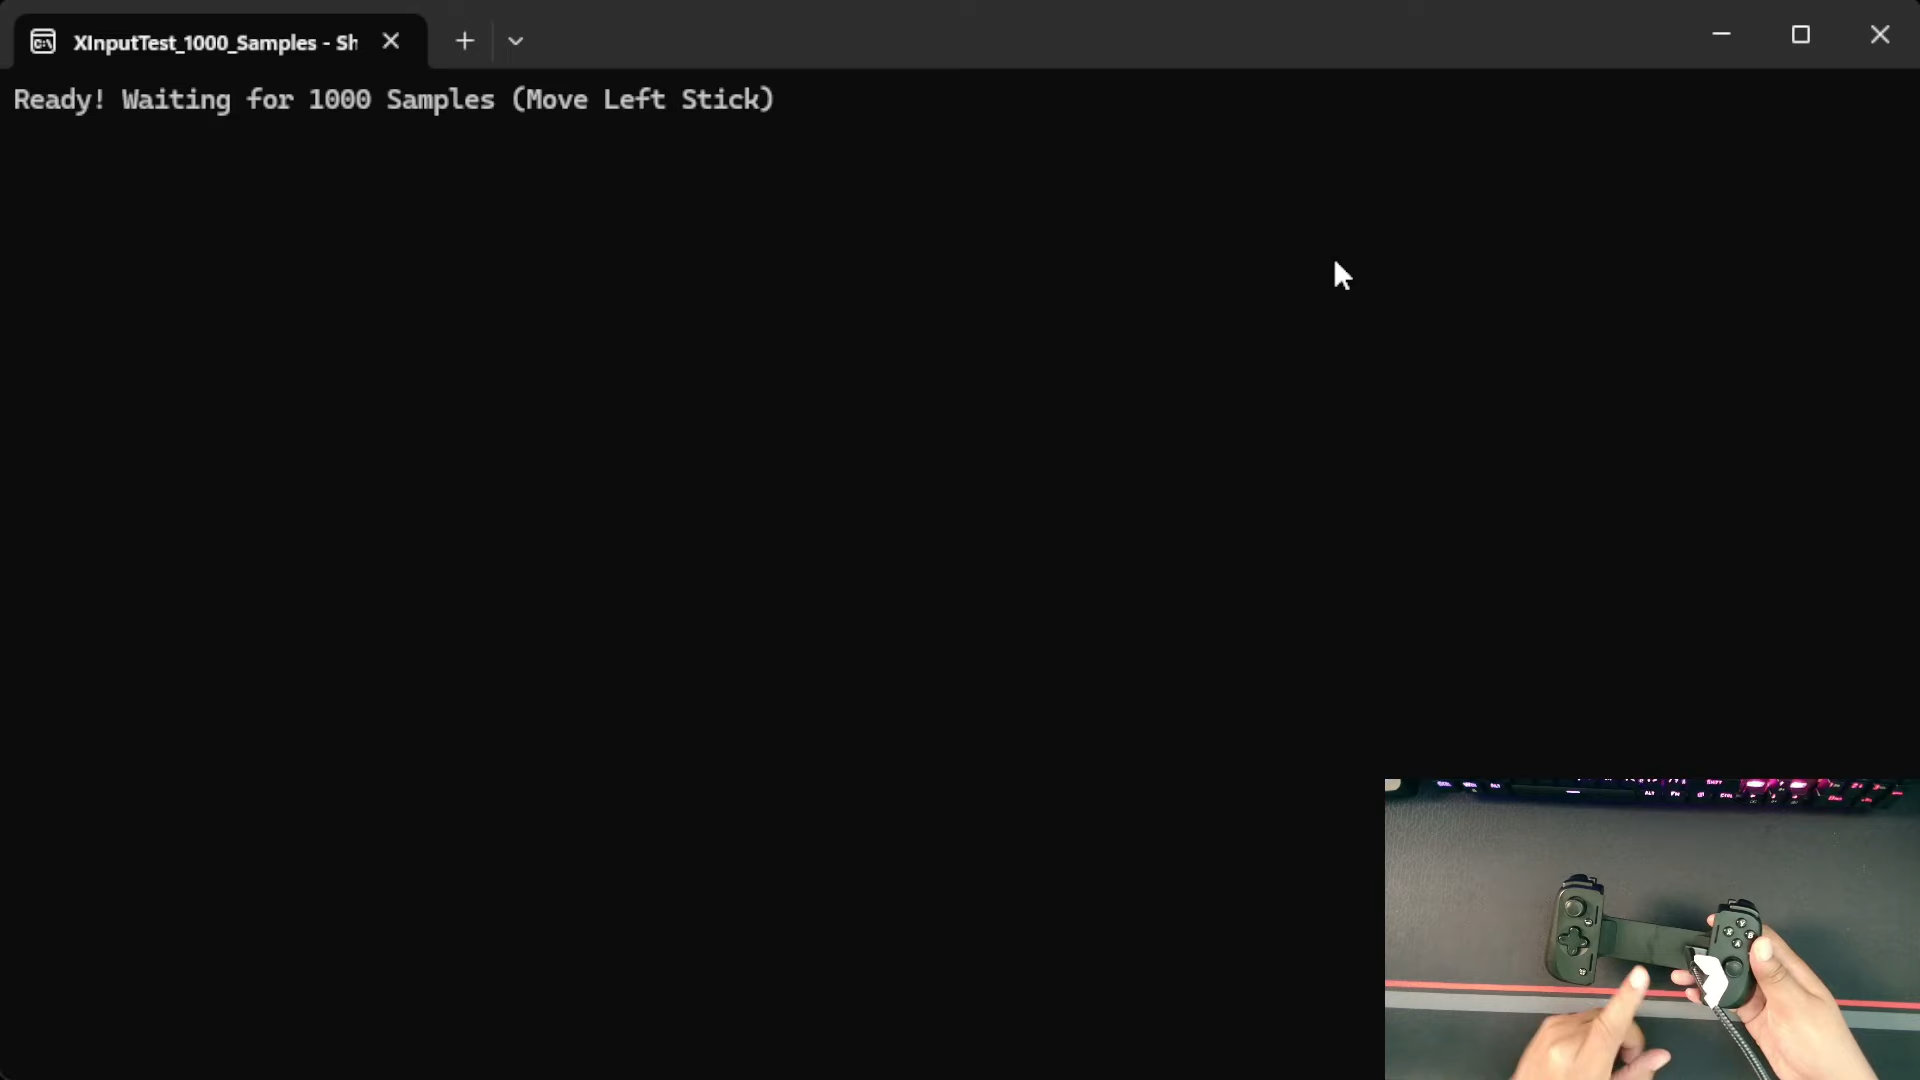 XInputTest_1000_Samples - Sh
Ready! Waiting for 1000 Samples (Move Left Stick)